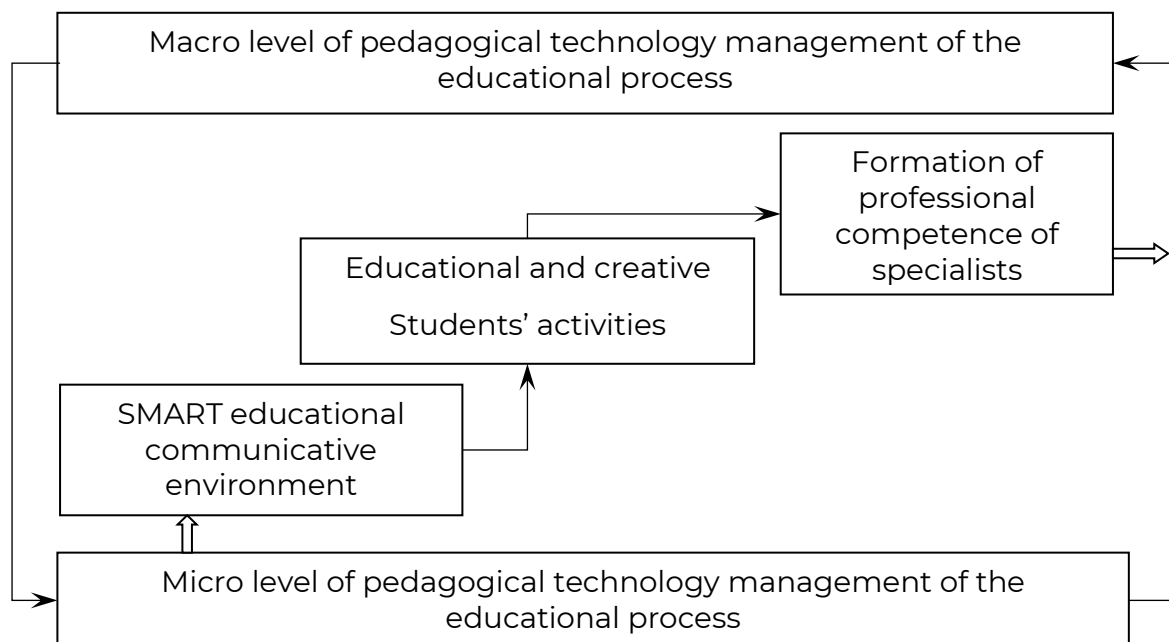 Macro level of pedagogical technology management of the
educational process
Formation of
professional
competence of
specialists
Educational and creative
Students’ activities
SMART educational
communicative
environment
Micro level of pedagogical technology management of the
educational process